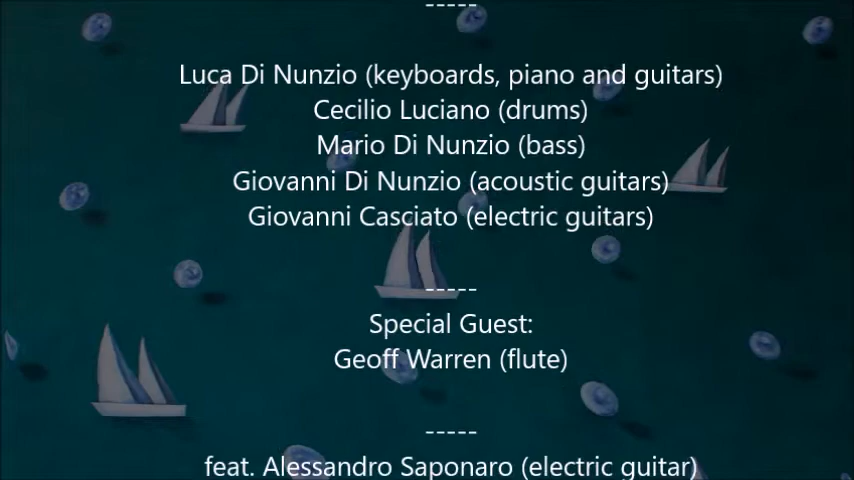 -----
Luca Di Nunzio (keyboards, piano and guitars)
Cecilio Luciano (drums)
Mario Di Nunzio (bass)
Giovanni Di Nunzio (acoustic guitars)
Giovanni Casciato (electric guitars)
-----
Special Guest:
Geoff Warren (flute)
-----
feat. Alessandro Saponaro (electric guitar)